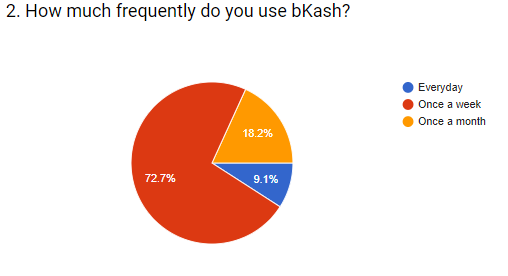 2. How much frequently do you use bKash?
Everyday
Once a week
Once a month
18.2%
72.7%
9.1%